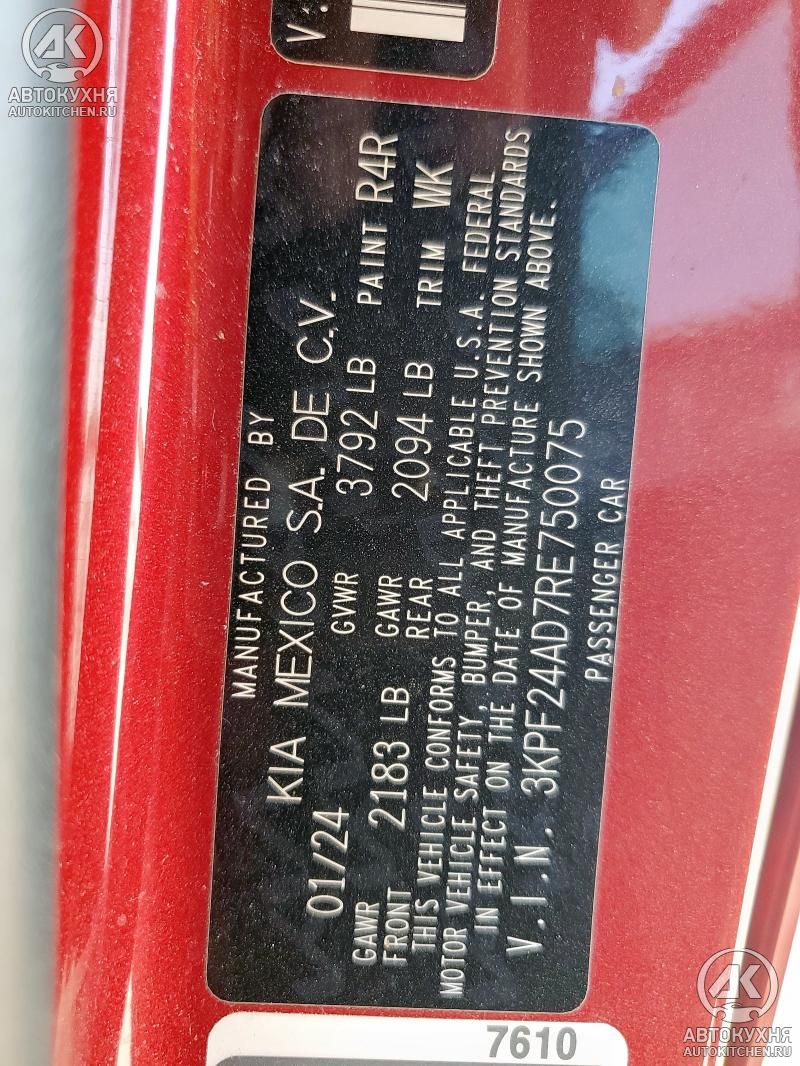 AK
АВТОКУХНЯ
AUTOKITCHEN.RU
V.
MANUFACTURED BY
KIA MEXICO S.A. DE C.V.
01/24 GVWR 3792 LB PAINT R4R
GAWR FRONT 2183 LB GAWR REAR 2094 LB TRIM WK
THIS VEHICLE CONFORMS TO ALL APPLICABLE U.S.A. FEDERAL
MOTOR VEHICLE SAFETY, BUMPER, AND THEFT PREVENTION STANDARDS
IN EFFECT ON THE DATE OF MANUFACTURE SHOWN ABOVE.
V.I.N. 3KPF24AD7RE750075
PASSENGER CAR
7610
AK
АВТОКУХНЯ
AUTOKITCHEN.RU